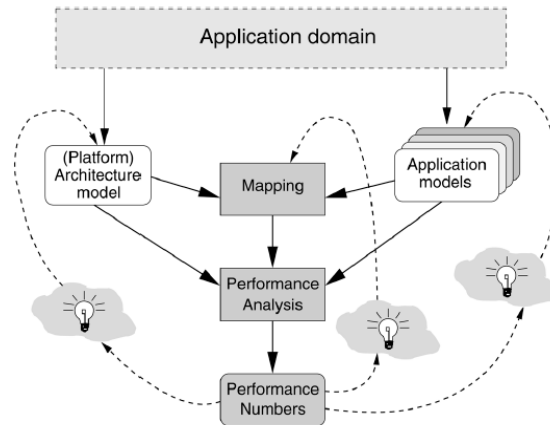 Application domain
(Platform)
Architecture
model
Mapping
Application
models
Performance
Analysis
Performance
Numbers